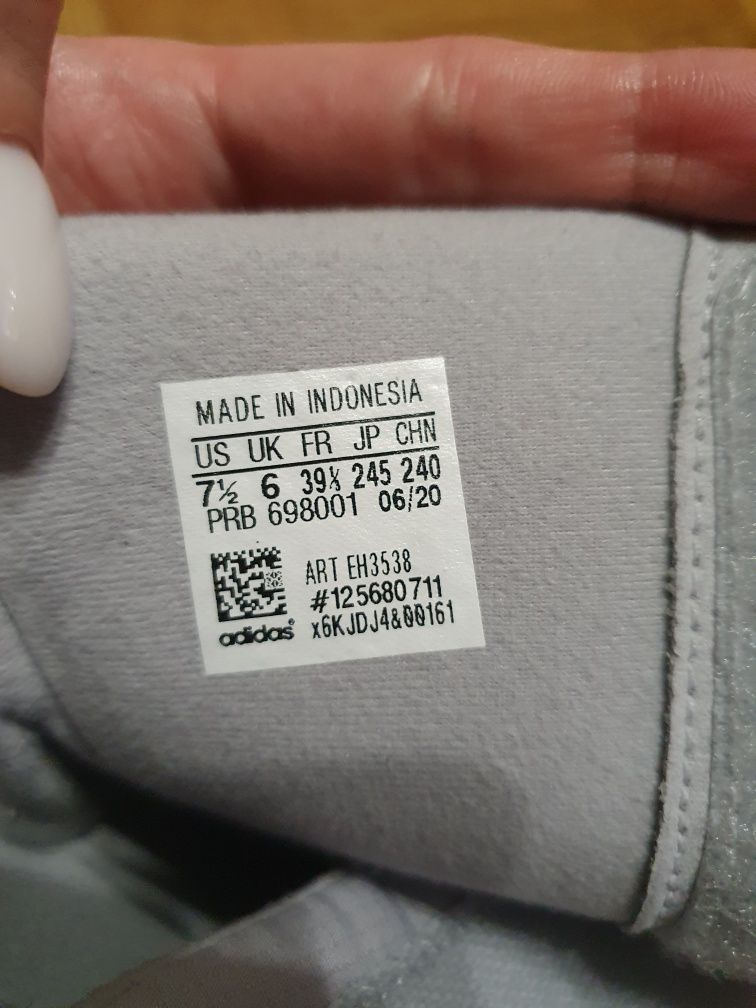 MADE IN INDONESIA
US UK FR JP CHN
7½ 6 39⅓ 245 240
PRB 698001 06/20
ART EH3538
#125680711
adidas® x6KJDJ4&00161